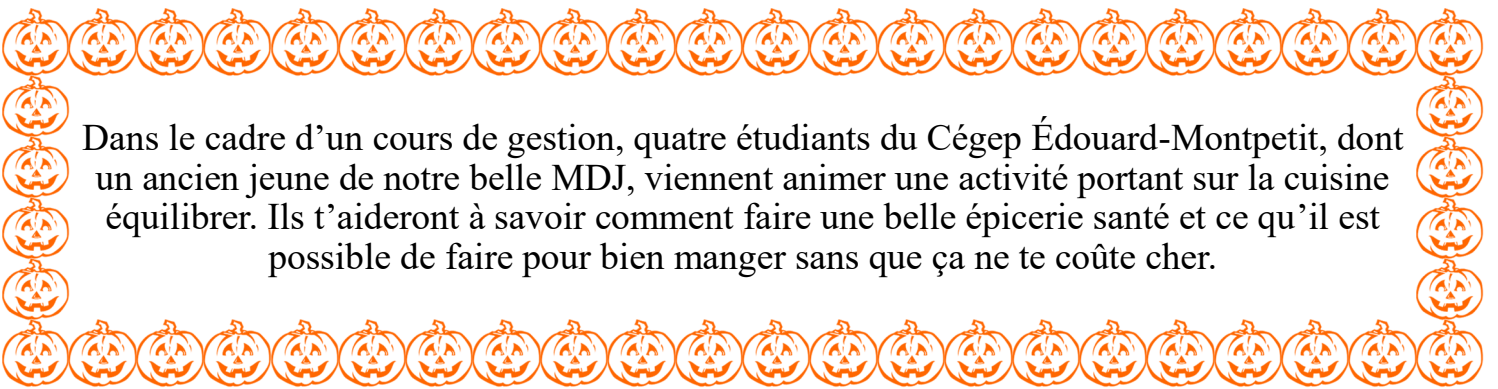 Dans le cadre d’un cours de gestion, quatre étudiants du Cégep Édouard-Montpetit, dont
un ancien jeune de notre belle MDJ, viennent animer une activité portant sur la cuisine
équilibrer. Ils t’aideront à savoir comment faire une belle épicerie santé et ce qu’il est
possible de faire pour bien manger sans que ça ne te coûte cher.